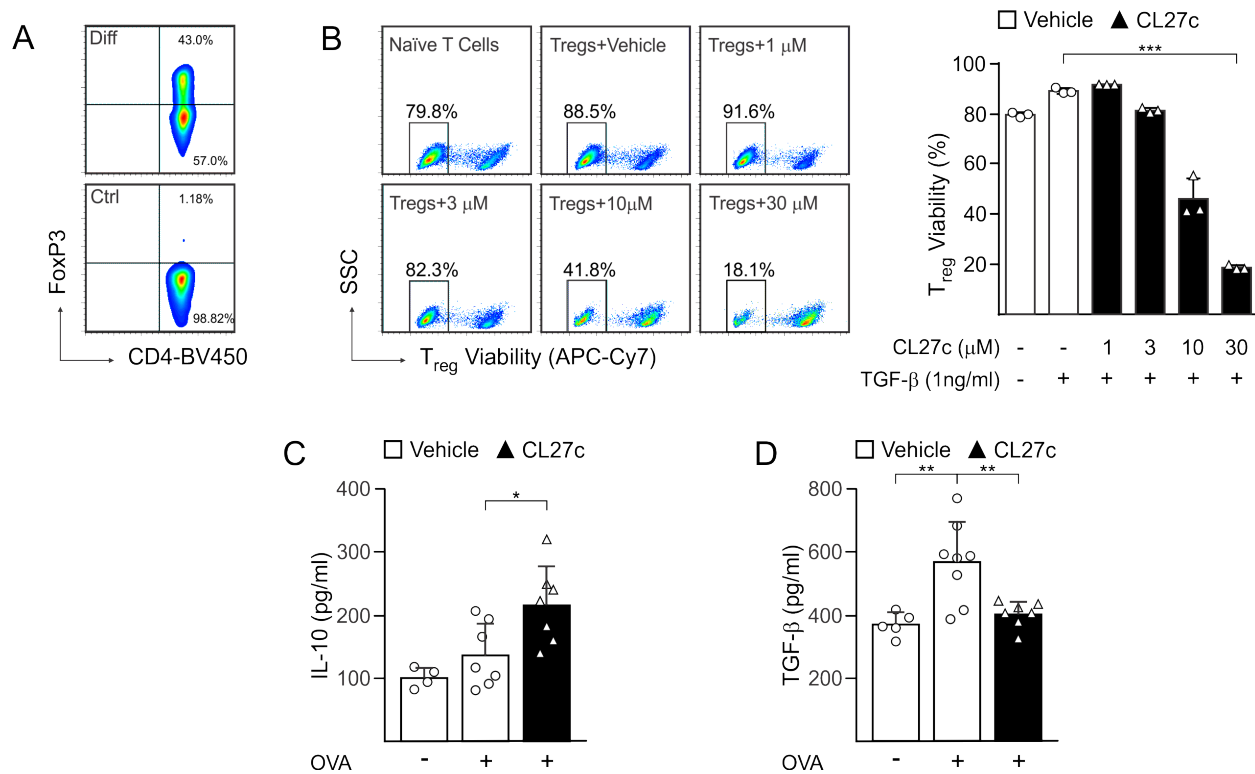 A
Diff
43.0%
57.0%
Ctrl
1.18%
98.82%
FoxP3
CD4-BV450
B
Naïve T Cells
79.8%
Tregs+Vehicle
88.5%
Tregs+1 μM
91.6%
Tregs+3 μM
82.3%
Tregs+10μM
41.8%
Tregs+30 μM
18.1%
SSC
Treg Viability (APC-Cy7)
Vehicle CL27c
***
100
80
60
40
20
Treg Viability (%)
CL27c (μM) - - 1 3 10 30
TGF-β (1ng/ml) - + + + + +
C
Vehicle CL27c
*
400
300
200
100
IL-10 (pg/ml)
OVA - + +
D
Vehicle CL27c
** **
800
600
400
200
TGF-β (pg/ml)
OVA - + +